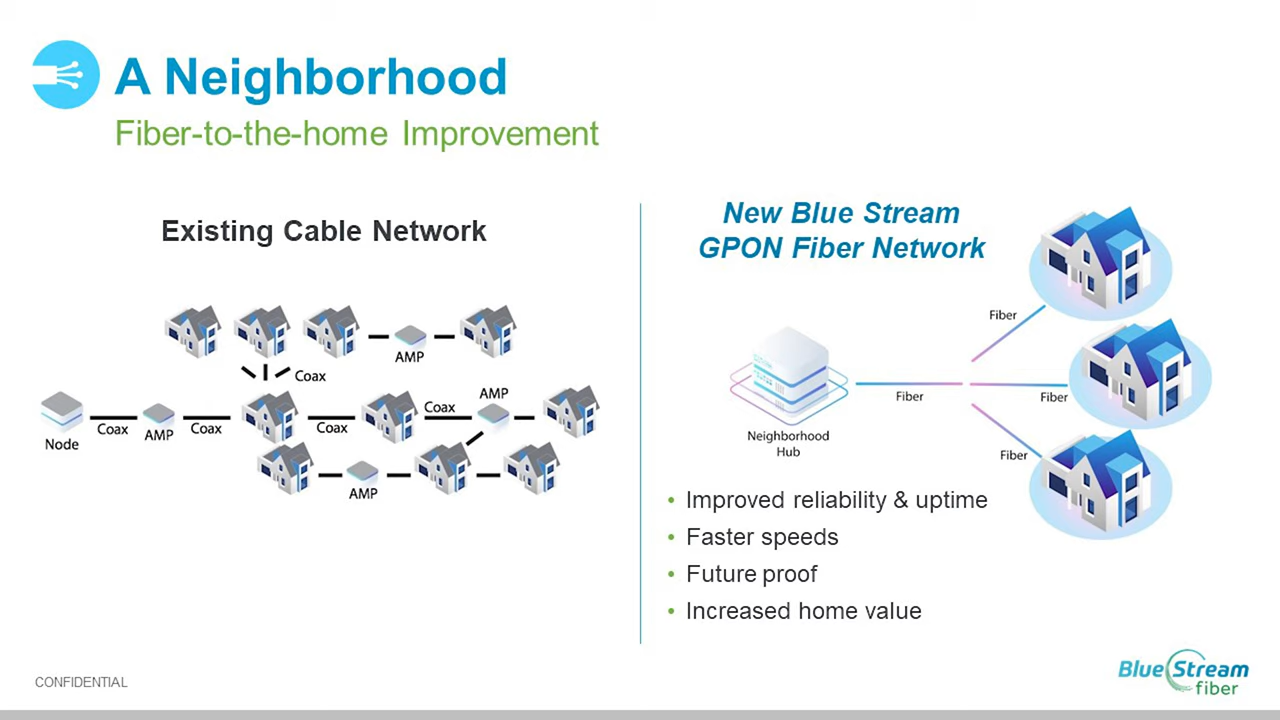 A Neighborhood
Fiber-to-the-home Improvement
Existing Cable Network
AMP
Coax
Coax
AMP
Node
Coax
AMP
Coax
Coax
AMP
New Blue Stream
GPON Fiber Network
Fiber
Fiber
Fiber
Neighborhood
Hub
Fiber
• Improved reliability & uptime
• Faster speeds
• Future proof
• Increased home value
CONFIDENTIAL
Blue Stream
fiber